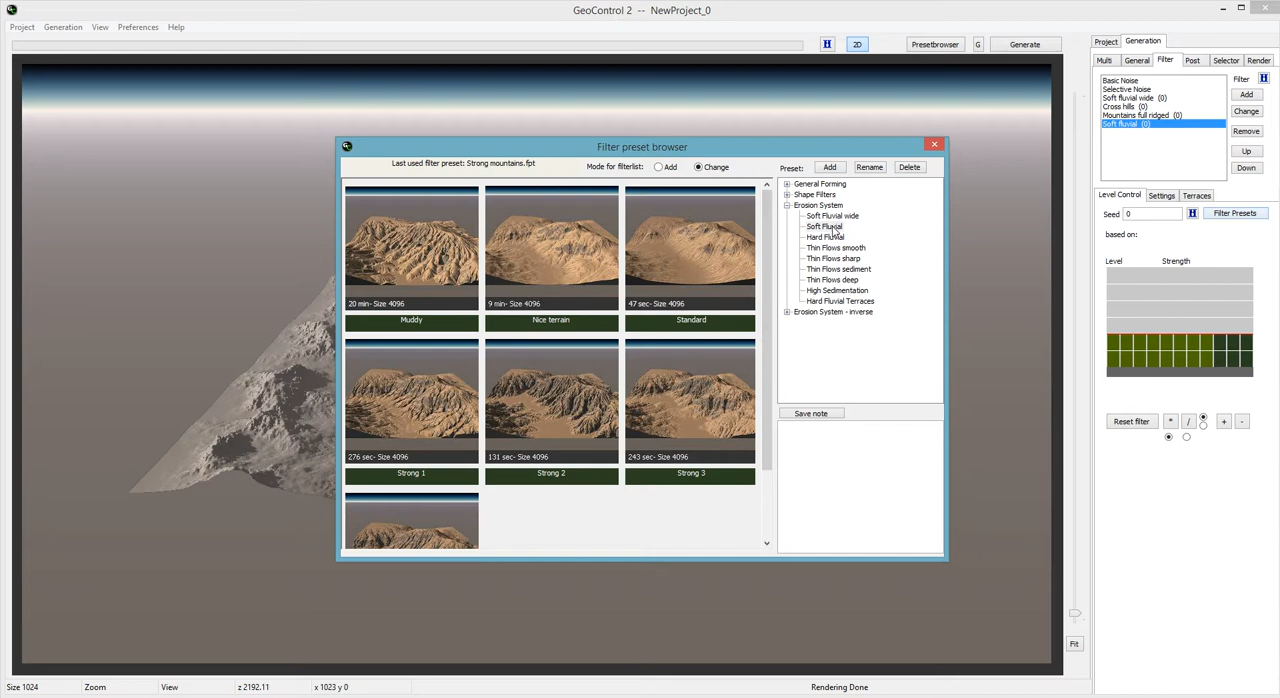 GeoControl 2 -- NewProject_0
Project Generation View Preferences Help
H 2D Presetbrowser G Generate
Project Generation
Multi General Filter Post Selector Render
Basic Noise
Selective Noise
Soft fluvial wide (0)
Cross hills (0)
Mountains full ridged (0)
Soft fluvial (0)
Filter H
Add
Change
Remove
Up
Down
Level Control Settings Terraces
Seed 0 H Filter Presets
based on:
Level Strength
Reset filter * / + -
Filter preset browser
Last used filter preset: Strong mountains.fpt
Mode for filterlist: Add Change
Preset: Add Rename Delete
20 min- Size 4096
Muddy
9 min- Size 4096
Nice terrain
47 sec- Size 4096
Standard
276 sec- Size 4096
Strong 1
131 sec- Size 4096
Strong 2
243 sec- Size 4096
Strong 3
General Forming
Shape Filters
Erosion System
Soft Fluvial wide
Soft Fluvial
Hard Fluvial
Thin Flows smooth
Thin Flows sharp
Thin Flows sediment
Thin Flows deep
High Sedimentation
Hard Fluvial Terraces
Erosion System - inverse
Save note
Fit
Size 1024 Zoom View z 2192.11 x 1023 y 0 Rendering Done